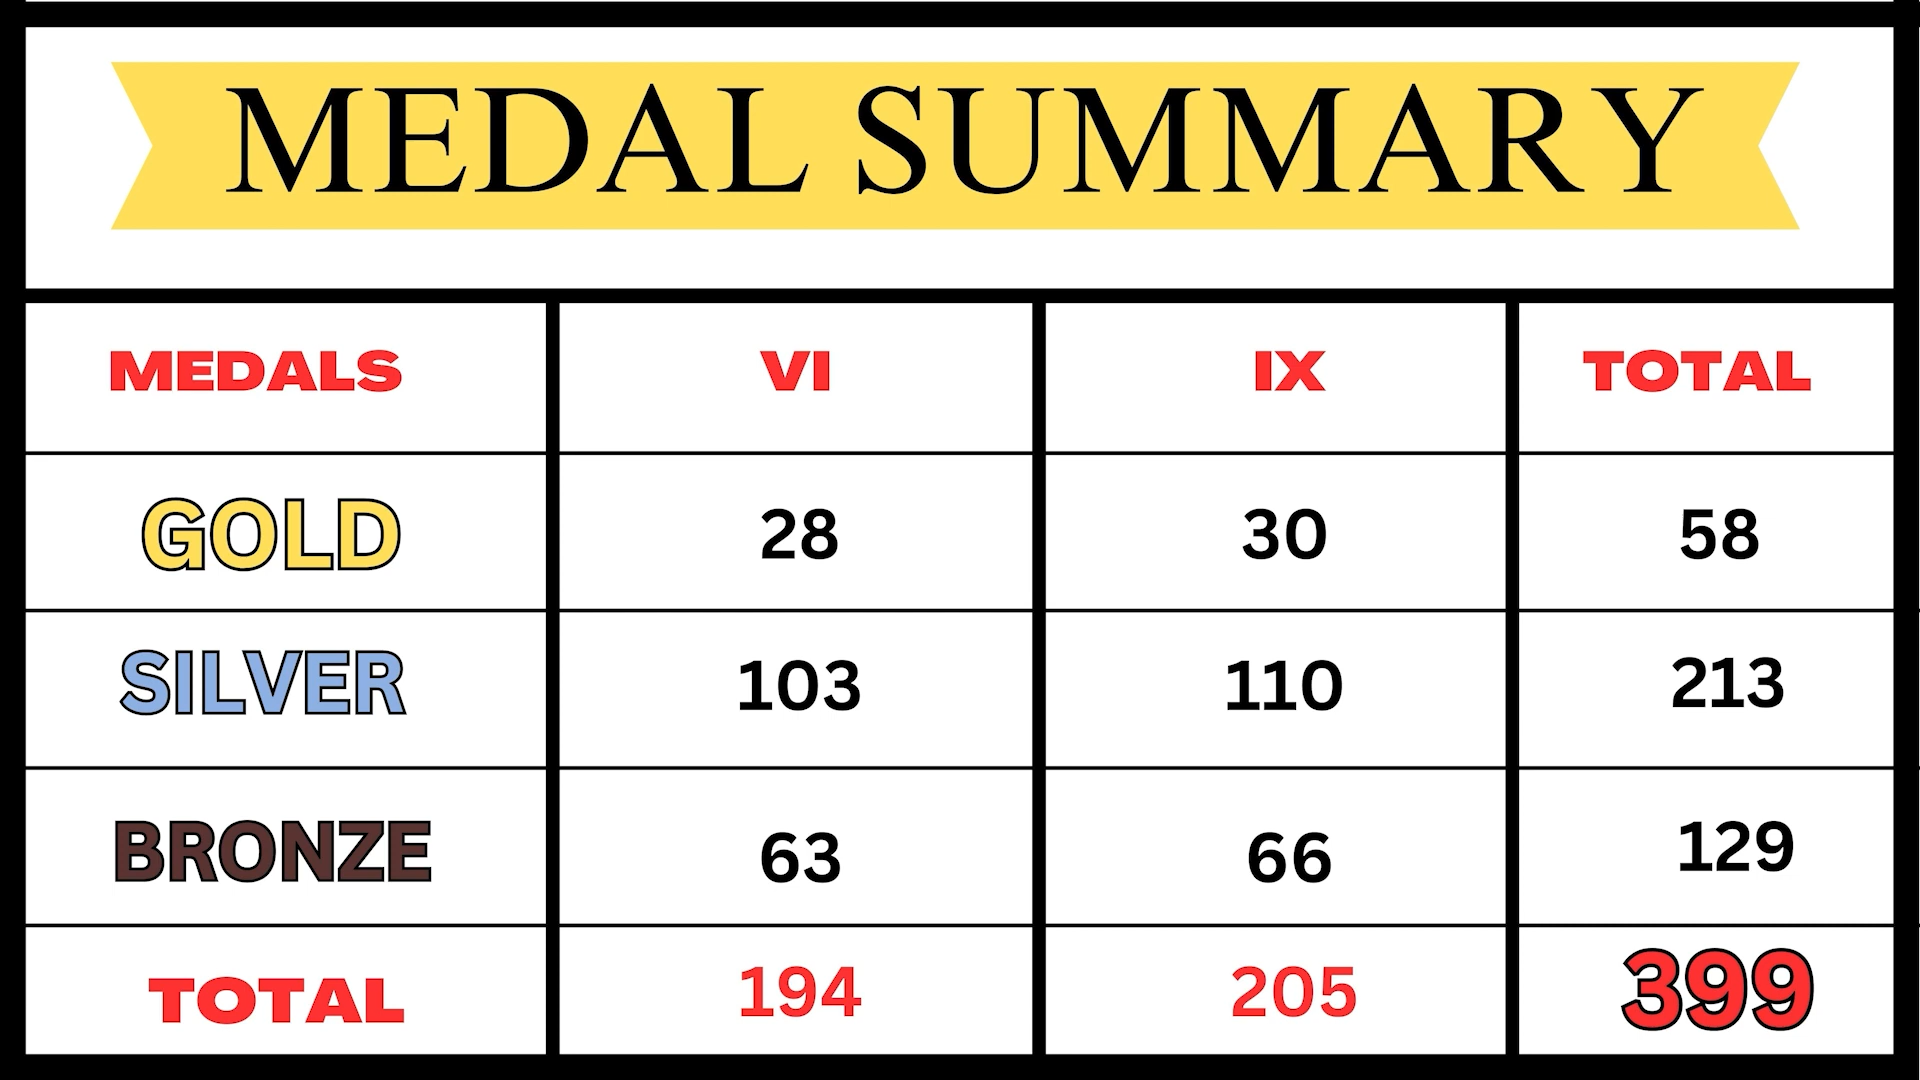 MEDAL SUMMARY
MEDALS VI IX TOTAL
GOLD 28 30 58
SILVER 103 110 213
BRONZE 63 66 129
TOTAL 194 205 399